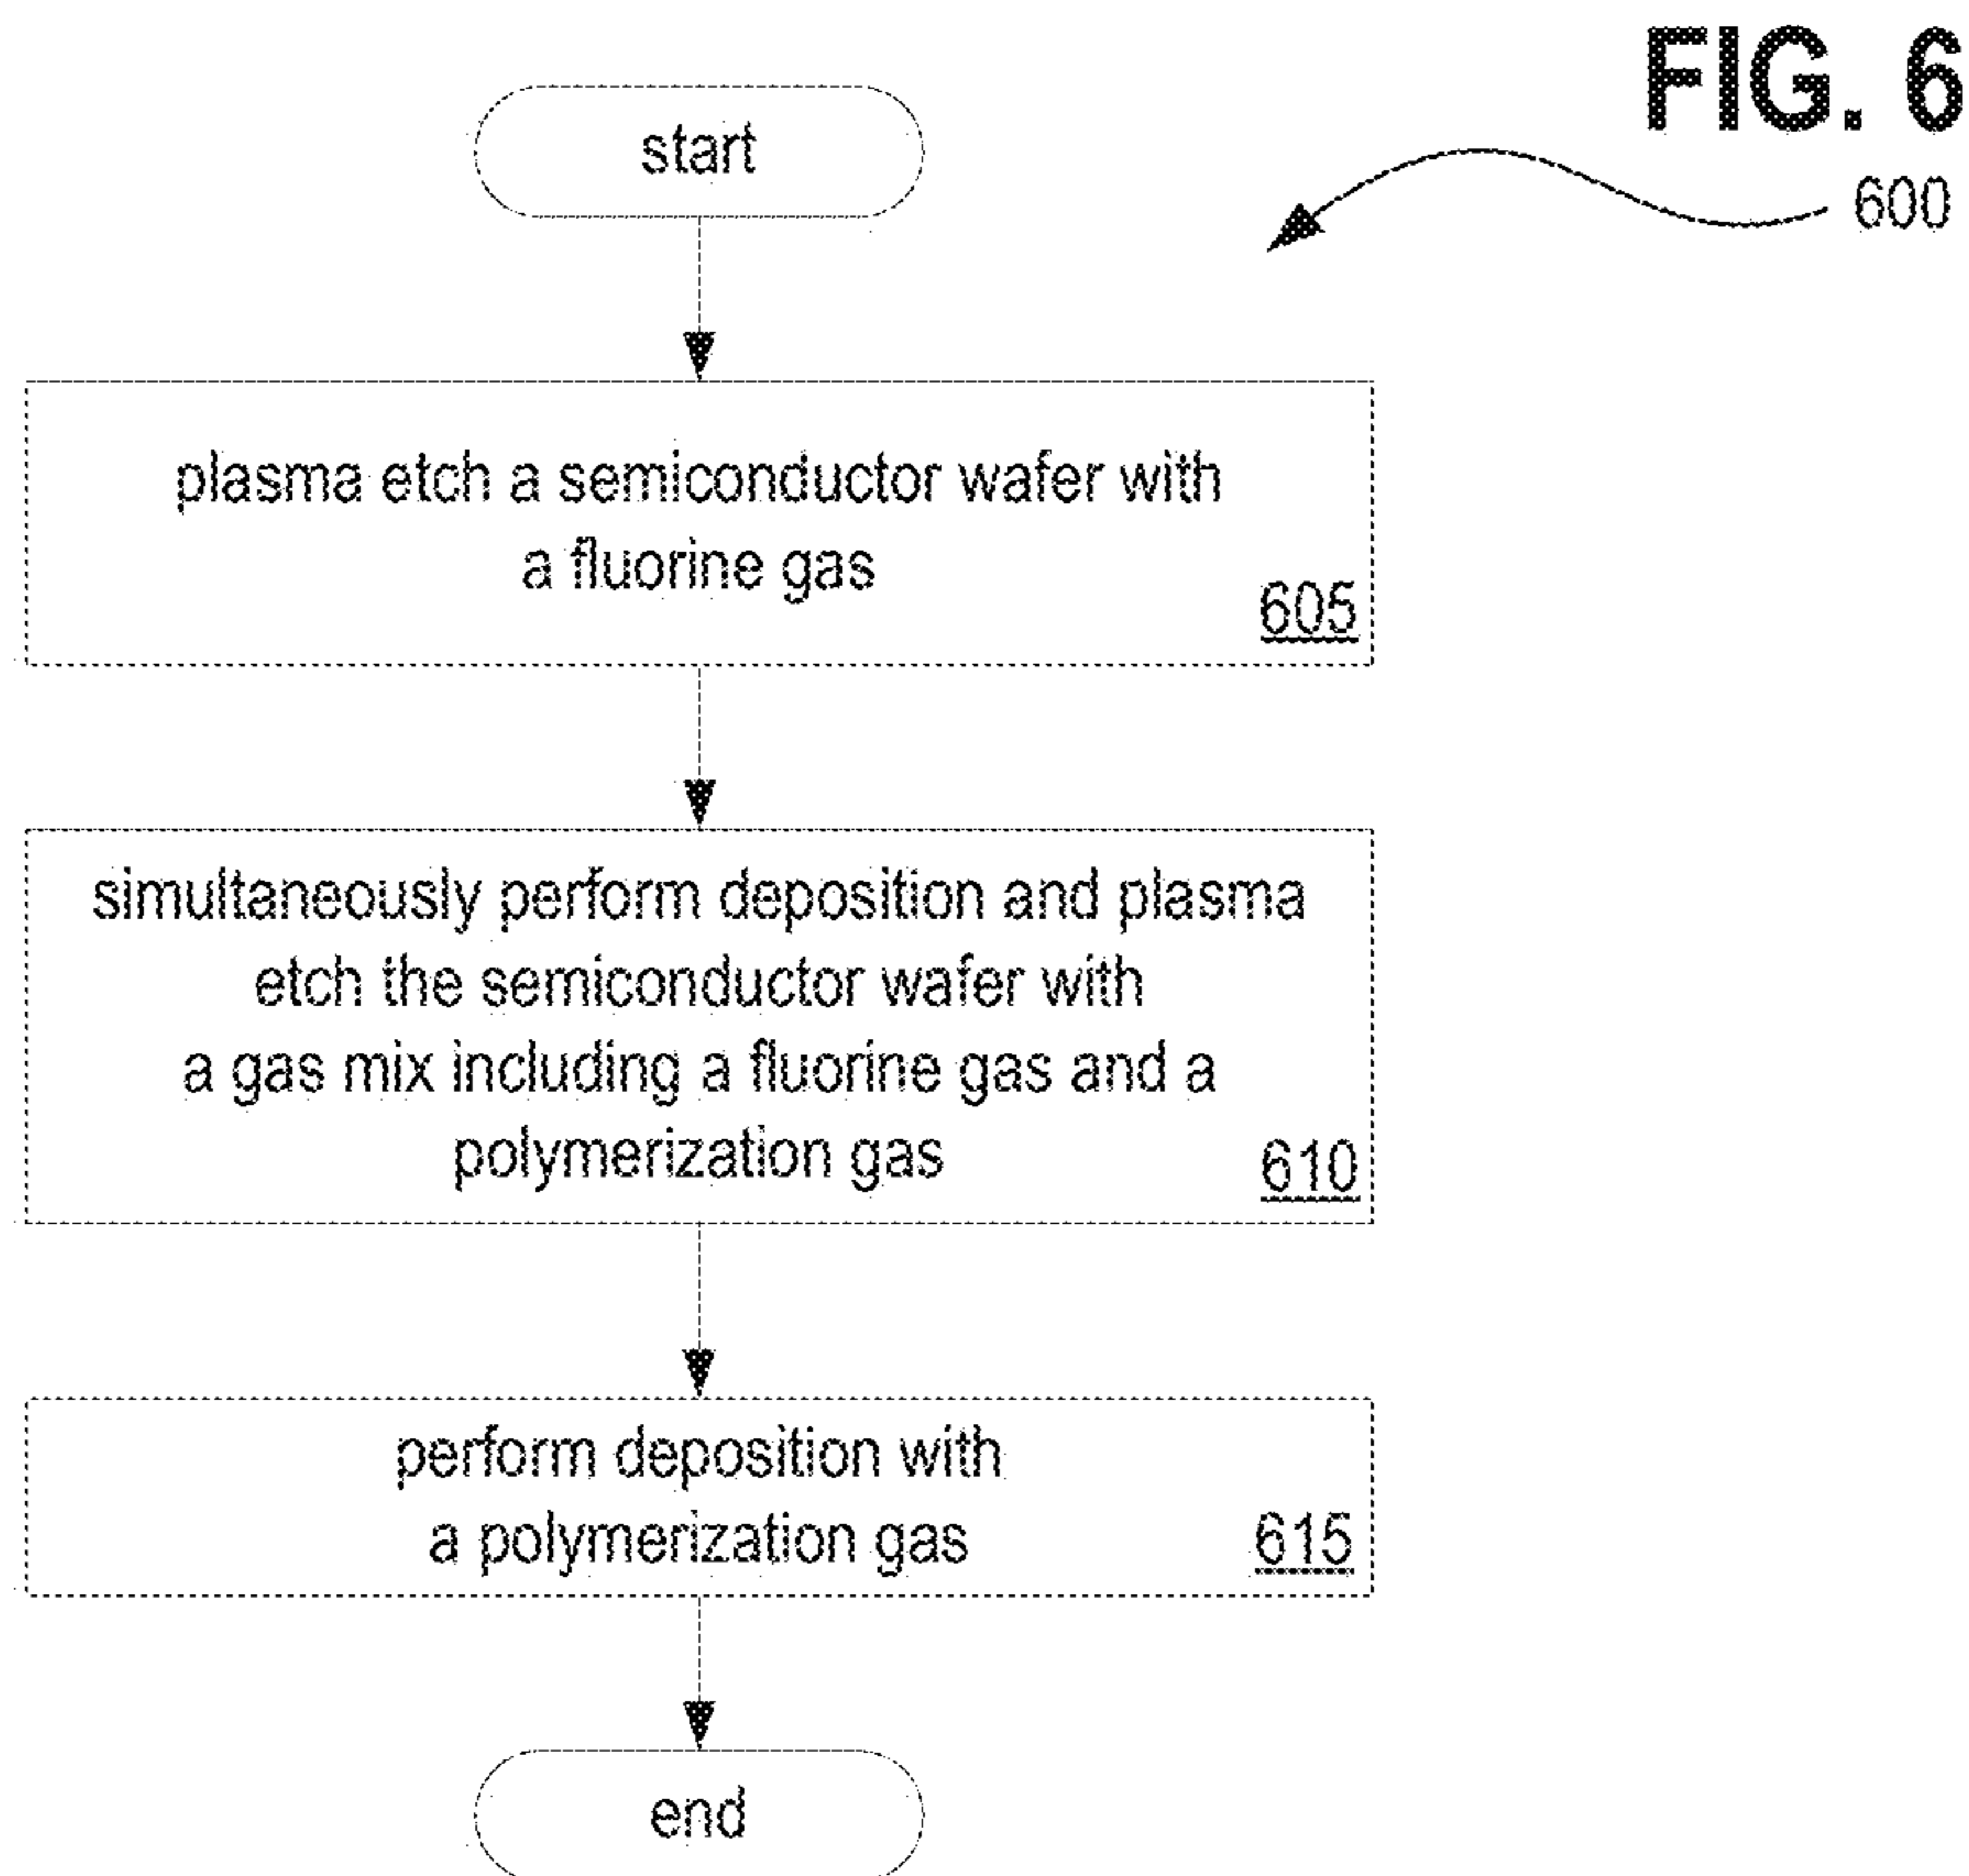 FIG. 6
600
start
plasma etch a semiconductor wafer with
a fluorine gas
605
simultaneously perform deposition and plasma
etch the semiconductor wafer with
a gas mix including a fluorine gas and a
polymerization gas
610
perform deposition with
a polymerization gas
615
end